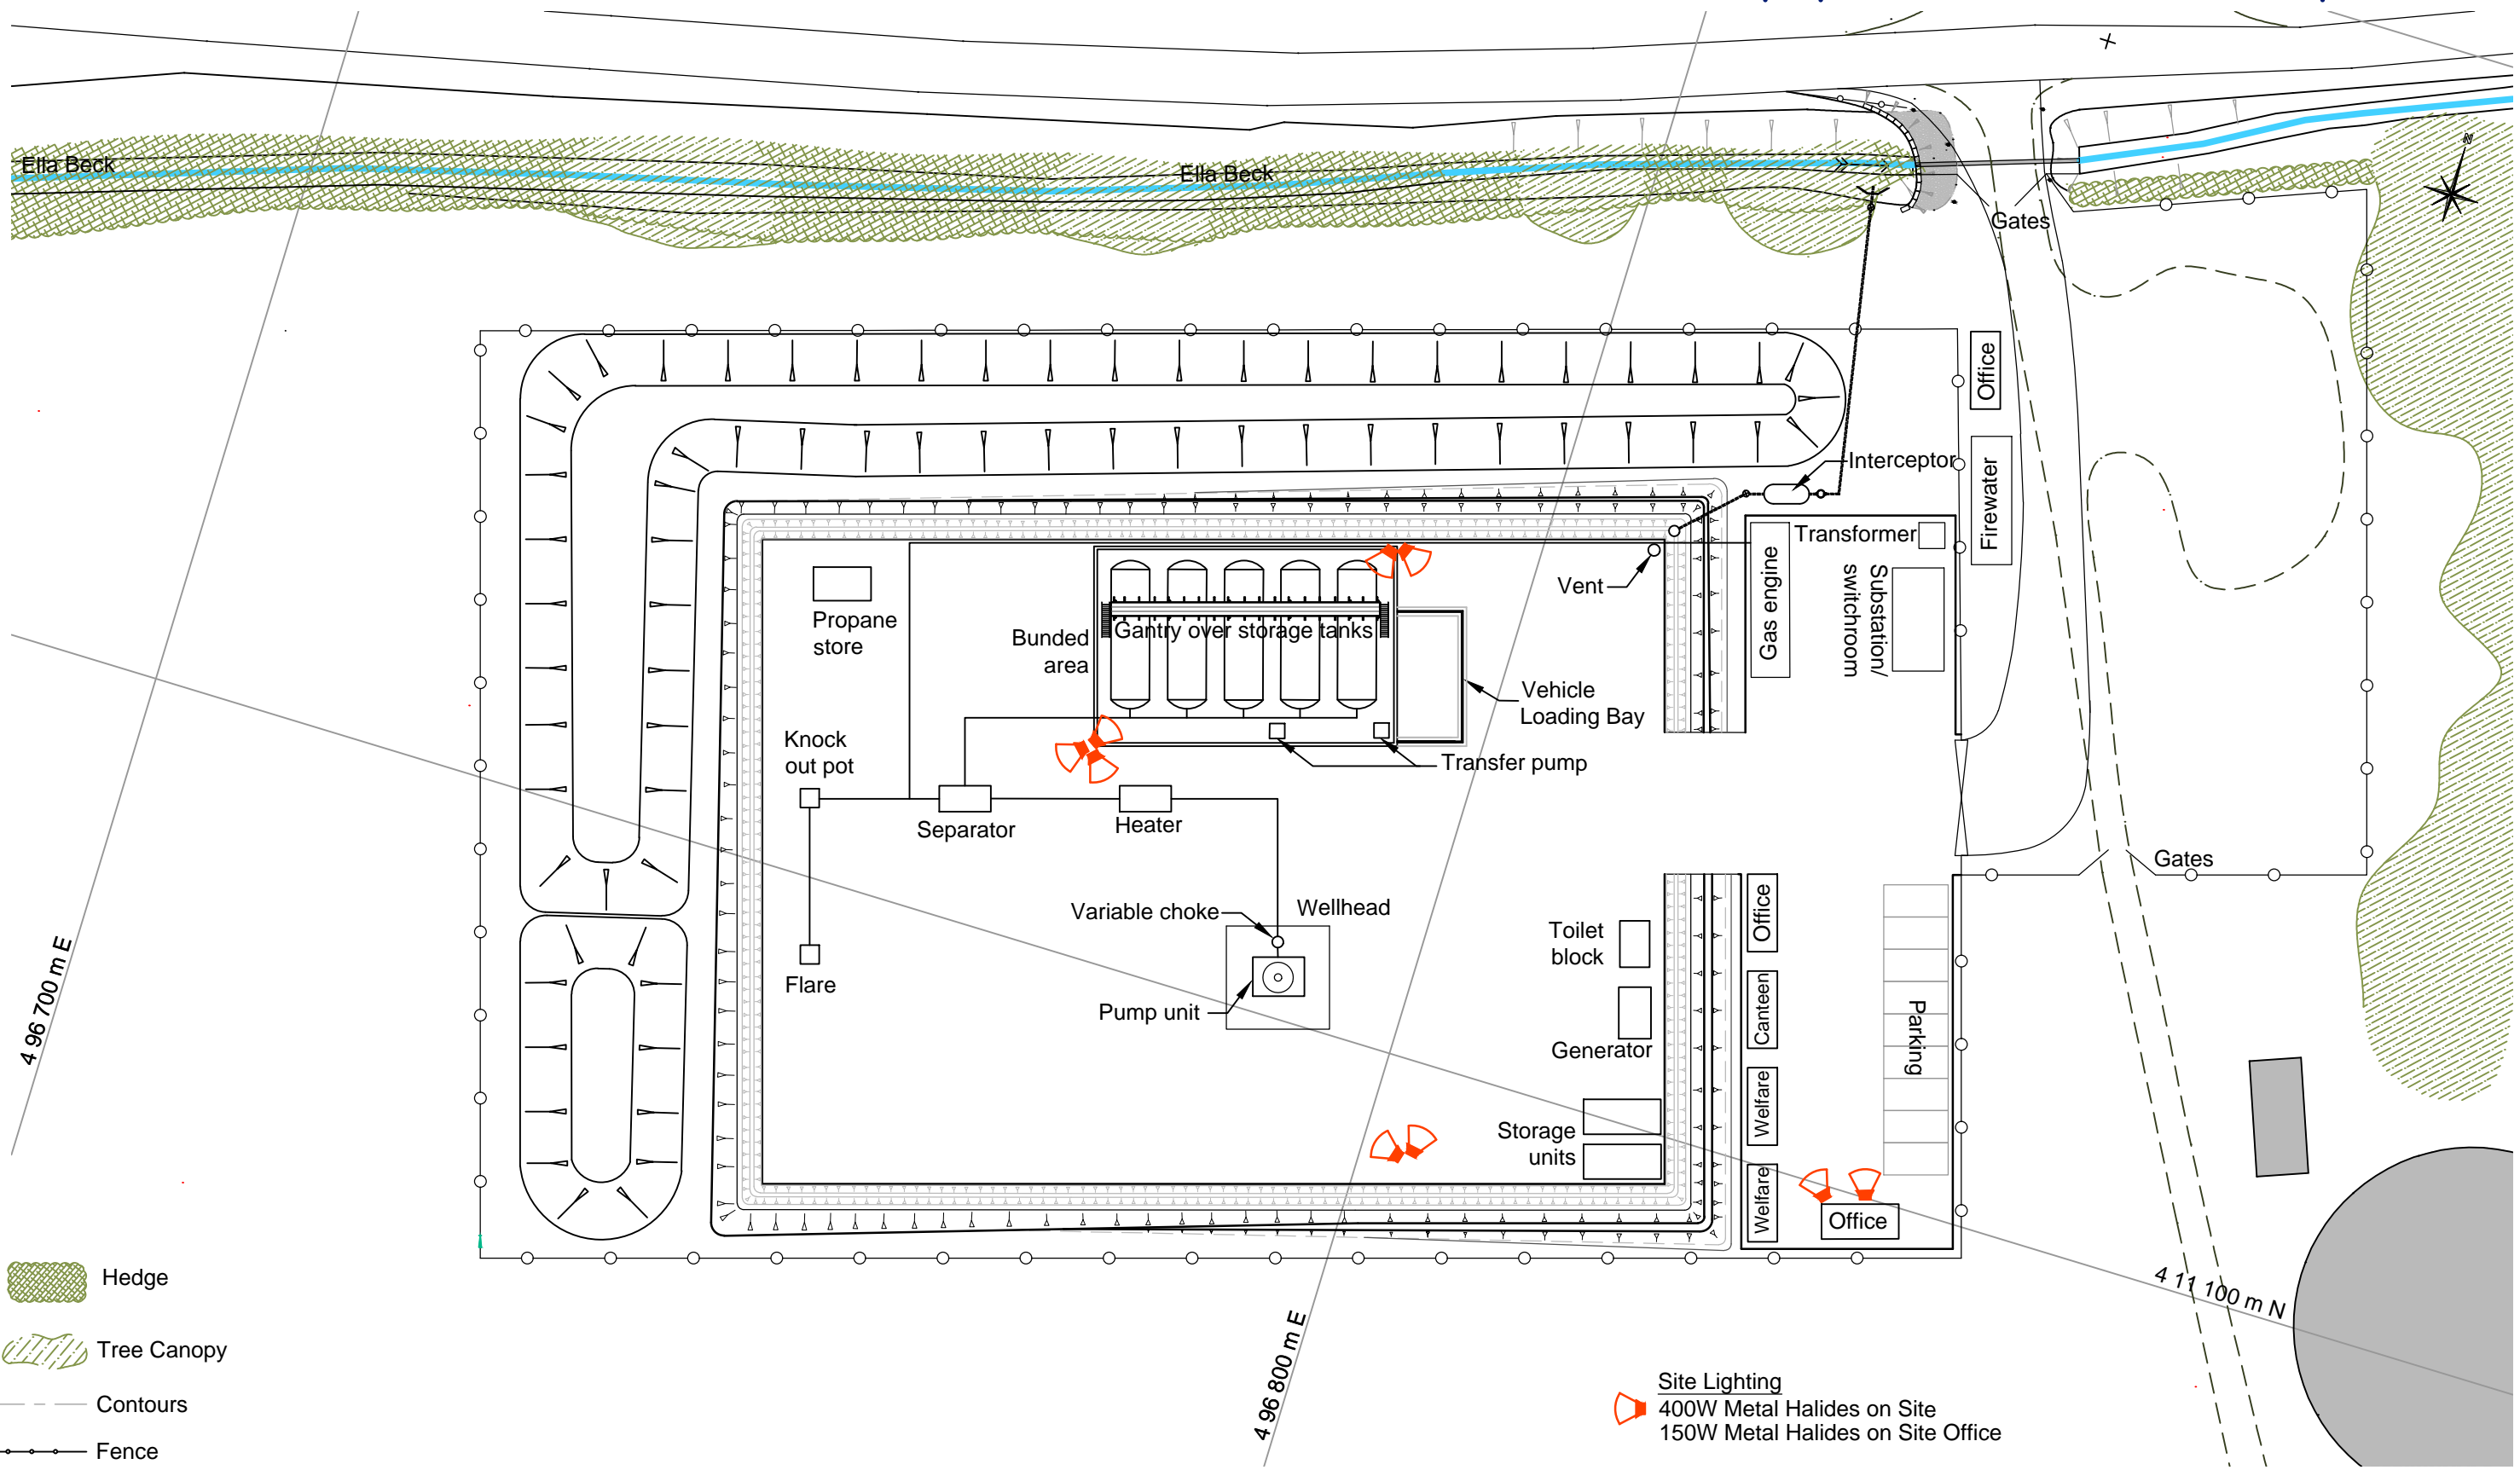 Ella Beck
Ella Beck
N
Gates
Office
Interceptor
Firewater
Transformer
Gas engine
Substation/
switchroom
Vent
Propane
store
Bunded
area
Gantry over storage tanks
Vehicle
Loading Bay
Knock
out pot
Transfer pump
Separator
Heater
Gates
Variable choke
Wellhead
Toilet
block
Office
Flare
Pump unit
Canteen
Parking
Generator
Welfare
Storage
units
Welfare
Office
4 96 700 m E
4 96 800 m E
4 11 100 m N
Hedge
Tree Canopy
Contours
Fence
Site Lighting
400W Metal Halides on Site
150W Metal Halides on Site Office